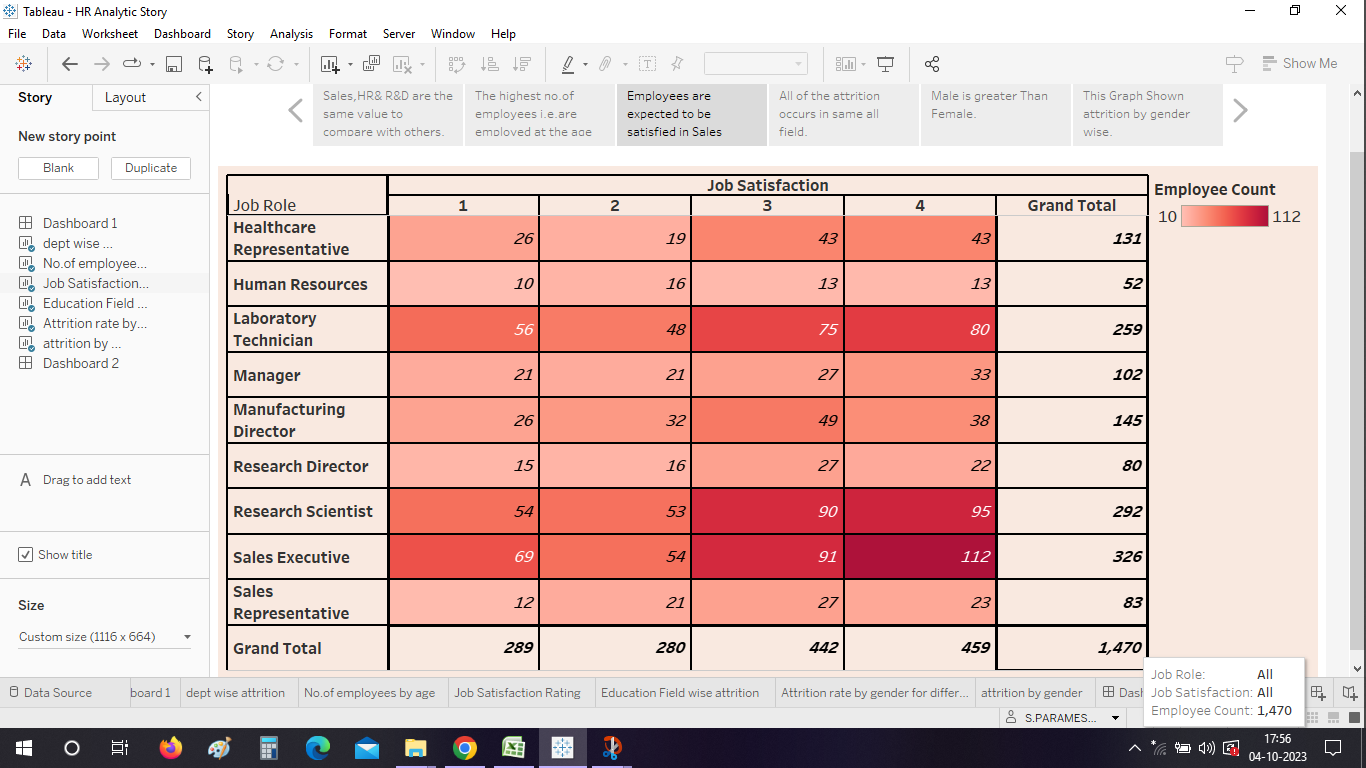 Tableau - HR Analytic Story
File Data Worksheet Dashboard Story Analysis Format Server Window Help
Show Me
Story Layout
New story point
Blank Duplicate
Dashboard 1
dept wise ...
No.of employee...
Job Satisfaction...
Education Field ...
Attrition rate by...
attrition by ...
Dashboard 2
A Drag to add text
Show title
Size
Custom size (1116 x 664)
Sales,HR& R&D are the
same value to
compare with others.
The highest no.of
employees i.e.are
employed at the age
Employees are
expected to be
satisfied in Sales
All of the attrition
occurs in same all
field.
Male is greater Than
Female.
This Graph Shown
attrition by gender
wise.
Job Satisfaction
Job Role 1 2 3 4 Grand Total
Healthcare
Representative 26 19 43 43 131
Human Resources 10 16 13 13 52
Laboratory
Technician 56 48 75 80 259
Manager 21 21 27 33 102
Manufacturing
Director 26 32 49 38 145
Research Director 15 16 27 22 80
Research Scientist 54 53 90 95 292
Sales Executive 69 54 91 112 326
Sales
Representative 12 21 27 23 83
Grand Total 289 280 442 459 1,470
Employee Count
10 112
Job Role: All
Job Satisfaction: All
Employee Count: 1,470
Data Source board 1 dept wise attrition No.of employees by age Job Satisfaction Rating Education Field wise attrition Attrition rate by gender for differ... attrition by gender Dash
S.PARAMES...
17:56
04-10-2023